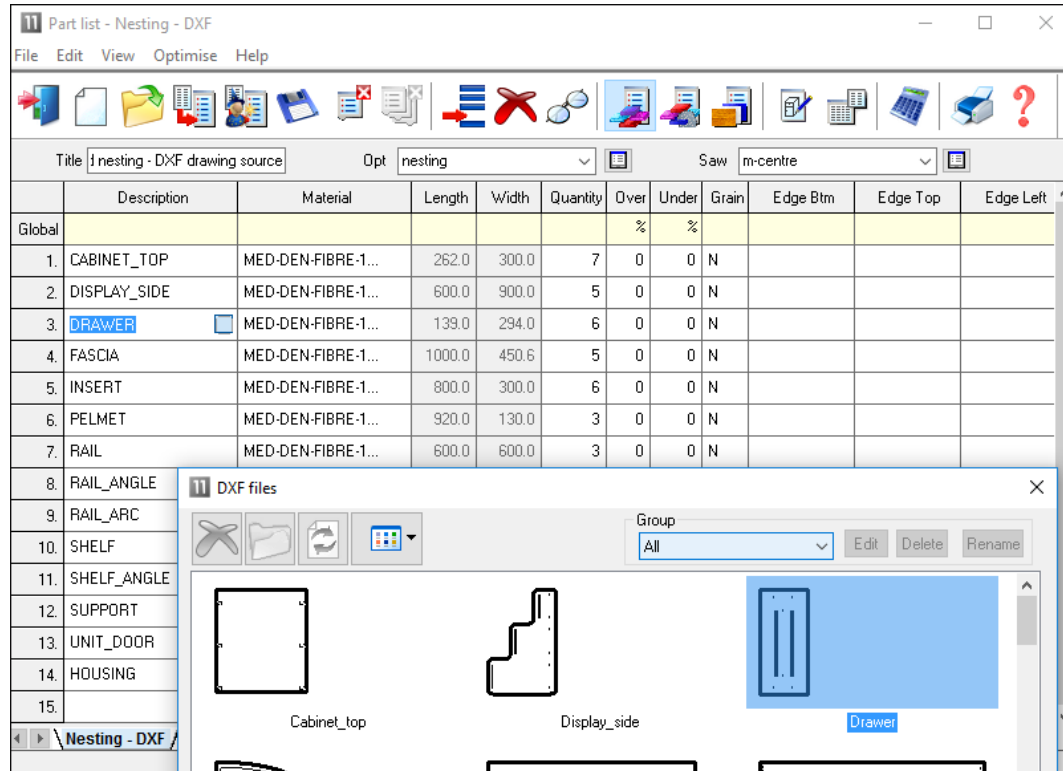 Part list - Nesting - DXF
File Edit View Optimise Help
Title nesting - DXF drawing source Opt nesting Saw m-centre
Description Material Length Width Quantity Over Under Grain Edge Btm Edge Top Edge Left
Global % %
1. CABINET_TOP MED-DEN-FIBRE-1... 262.0 300.0 7 0 0 N
2. DISPLAY_SIDE MED-DEN-FIBRE-1... 600.0 900.0 5 0 0 N
3. DRAWER MED-DEN-FIBRE-1... 139.0 294.0 6 0 0 N
4. FASCIA MED-DEN-FIBRE-1... 1000.0 450.6 5 0 0 N
5. INSERT MED-DEN-FIBRE-1... 800.0 300.0 6 0 0 N
6. PELMET MED-DEN-FIBRE-1... 920.0 130.0 3 0 0 N
7. RAIL MED-DEN-FIBRE-1... 600.0 600.0 3 0 0 N
8. RAIL_ANGLE
9. RAIL_ARC
10. SHELF
11. SHELF_ANGLE
12. SUPPORT
13. UNIT_DOOR
14. HOUSING
15.
Nesting - DXF
11 DXF files
Group
All Edit Delete Rename
Cabinet_top Display_side Drawer